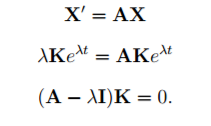 X′ = AX
λKe^{λt} = AKe^{λt}
(A − λI)K = 0.